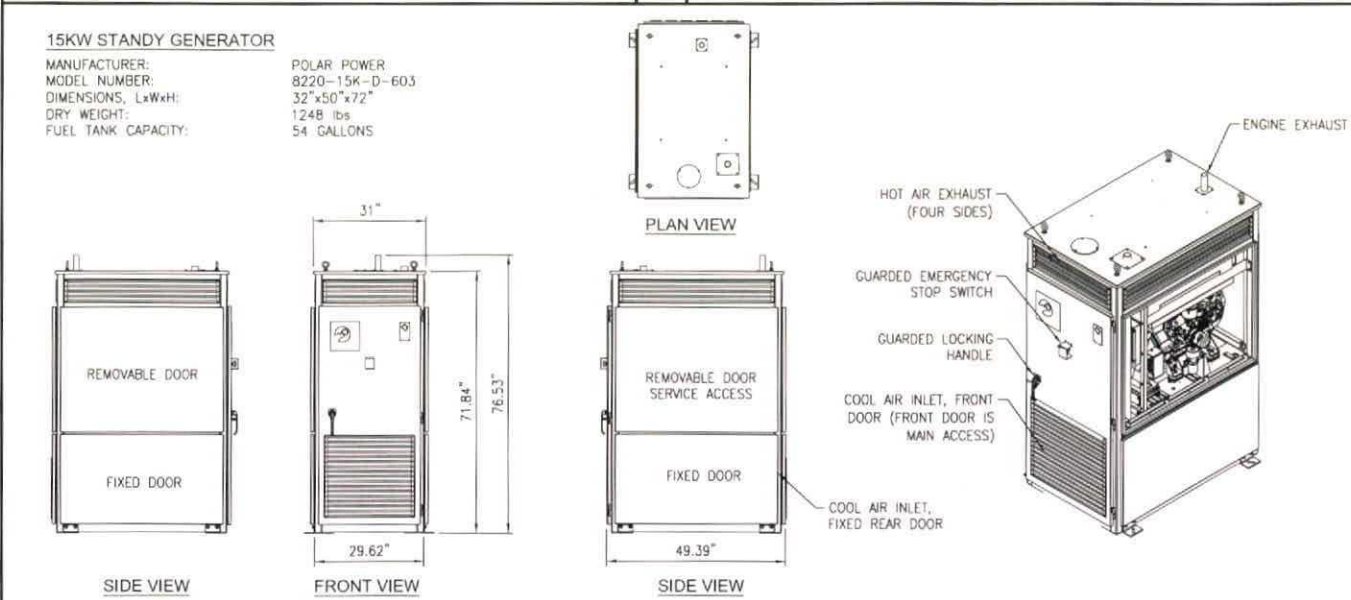 15KW STANDY GENERATOR
MANUFACTURER: POLAR POWER
MODEL NUMBER: 8220-15K-D-603
DIMENSIONS, LxWxH: 32"x50"x72"
DRY WEIGHT: 1248 lbs
FUEL TANK CAPACITY: 54 GALLONS
PLAN VIEW
31"
REMOVABLE DOOR
FIXED DOOR
SIDE VIEW
71.84"
76.53"
29.62"
FRONT VIEW
REMOVABLE DOOR
SERVICE ACCESS
FIXED DOOR
COOL AIR INLET,
FIXED REAR DOOR
49.39"
SIDE VIEW
ENGINE EXHAUST
HOT AIR EXHAUST
(FOUR SIDES)
GUARDED EMERGENCY
STOP SWITCH
GUARDED LOCKING
HANDLE
COOL AIR INLET, FRONT
DOOR (FRONT DOOR IS
MAIN ACCESS)